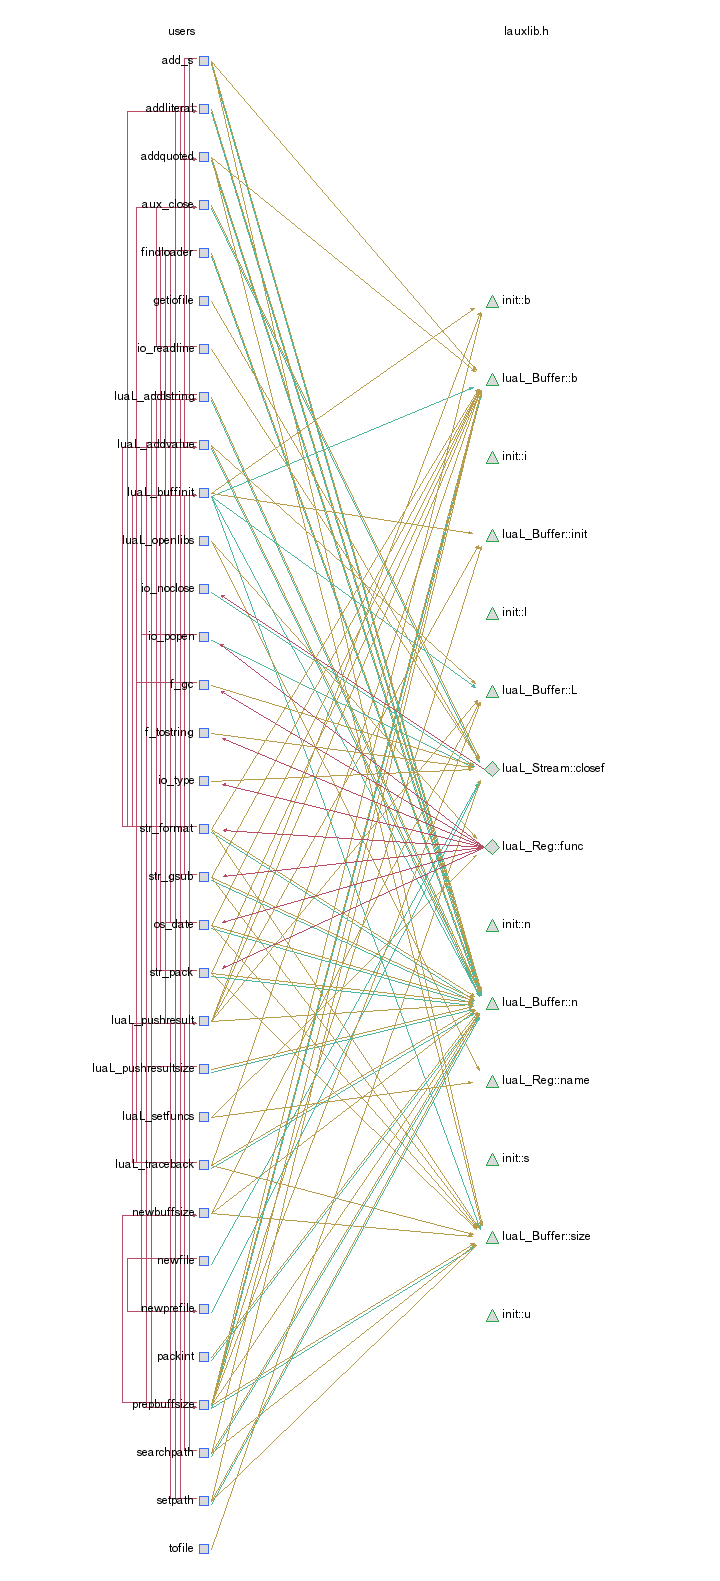 users
lauxlib.h
add_s
addliteral
addquoted
aux_close
findloader
getiofile
init::b
io_readline
luaL_Buffer::b
luaL_addlstring
luaL_addvalue
init::i
luaL_buffinit
luaL_Buffer::init
luaL_openlibs
io_noclose
init::l
io_popen
f_gc
luaL_Buffer::L
f_tostring
luaL_Stream::closef
io_type
str_format
luaL_Reg::func
str_gsub
os_date
init::n
str_pack
luaL_Buffer::n
luaL_pushresult
luaL_pushresultsize
luaL_Reg::name
luaL_setfuncs
init::s
luaL_traceback
newbuffsize
luaL_Buffer::size
newfile
newprefile
init::u
packint
prepbuffsize
searchpath
setpath
tofile